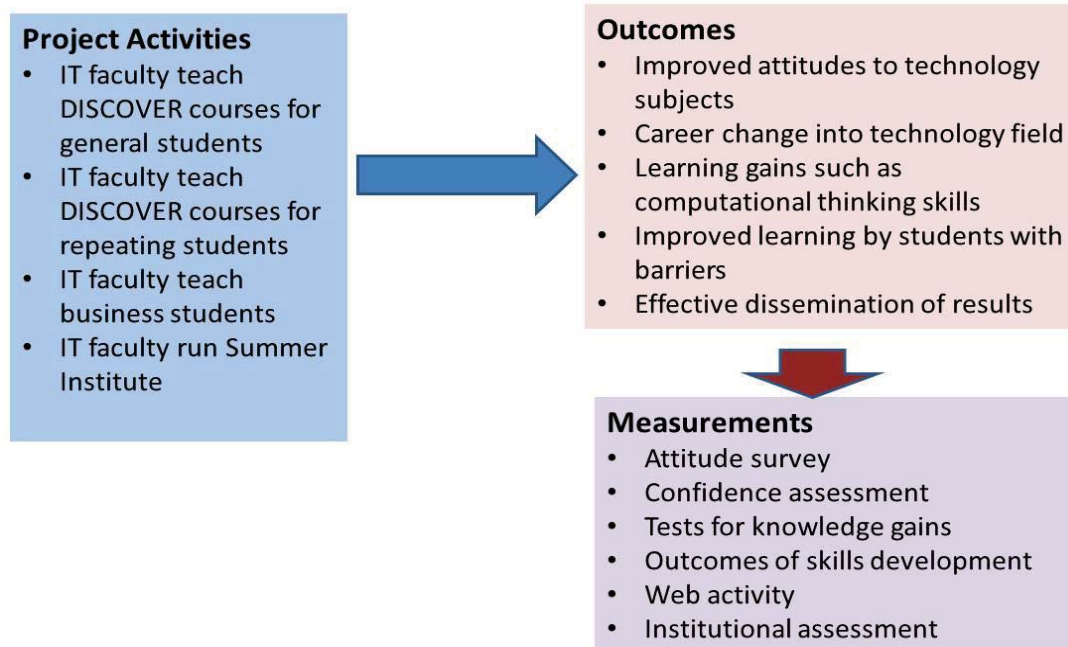 Project Activities
• IT faculty teach
DISCOVER courses for
general students
• IT faculty teach
DISCOVER courses for
repeating students
• IT faculty teach
business students
• IT faculty run Summer
Institute
Outcomes
• Improved attitudes to technology
subjects
• Career change into technology field
• Learning gains such as
computational thinking skills
• Improved learning by students with
barriers
• Effective dissemination of results
Measurements
• Attitude survey
• Confidence assessment
• Tests for knowledge gains
• Outcomes of skills development
• Web activity
• Institutional assessment